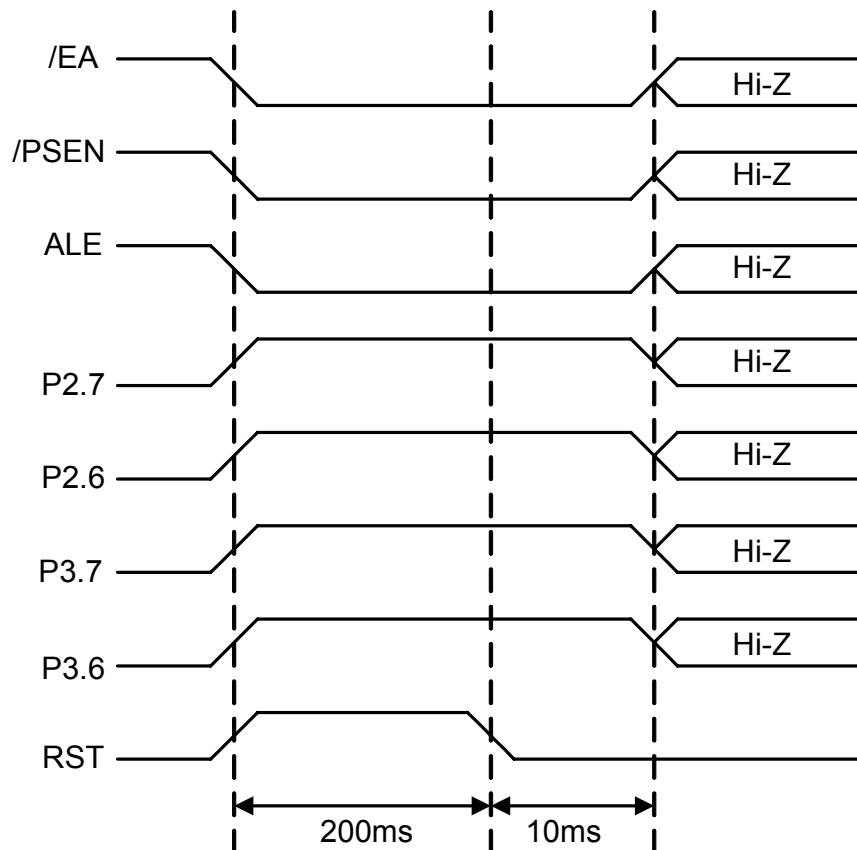 /EA Hi-Z
/PSEN Hi-Z
ALE Hi-Z
P2.7 Hi-Z
P2.6 Hi-Z
P3.7 Hi-Z
P3.6 Hi-Z
RST
200ms 10ms